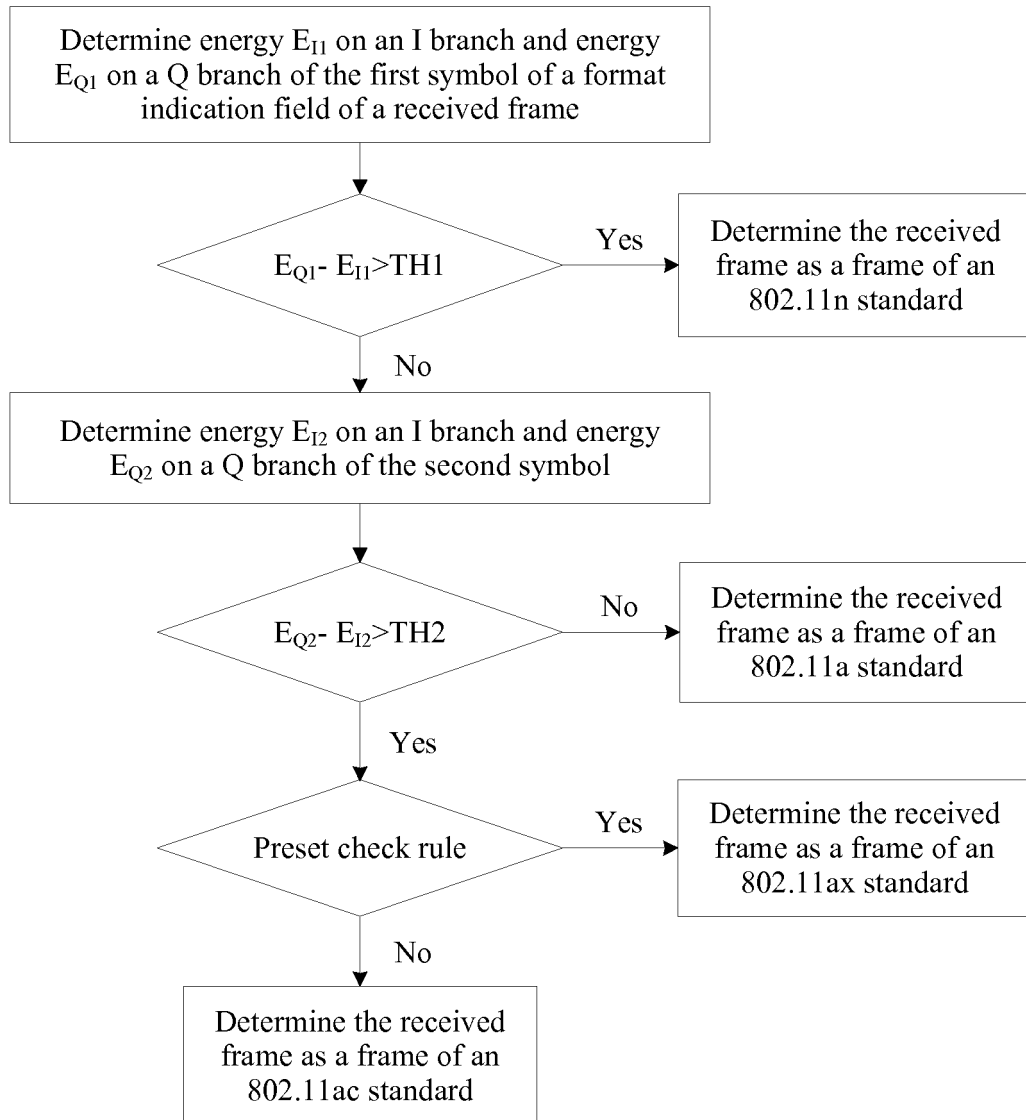 Determine energy E_I1 on an I branch and energy
E_Q1 on a Q branch of the first symbol of a format
indication field of a received frame
E_Q1- E_I1>TH1
Yes
Determine the received
frame as a frame of an
802.11n standard
No
Determine energy E_I2 on an I branch and energy
E_Q2 on a Q branch of the second symbol
E_Q2- E_I2>TH2
No
Determine the received
frame as a frame of an
802.11a standard
Yes
Preset check rule
Yes
Determine the received
frame as a frame of an
802.11ax standard
No
Determine the received
frame as a frame of an
802.11ac standard